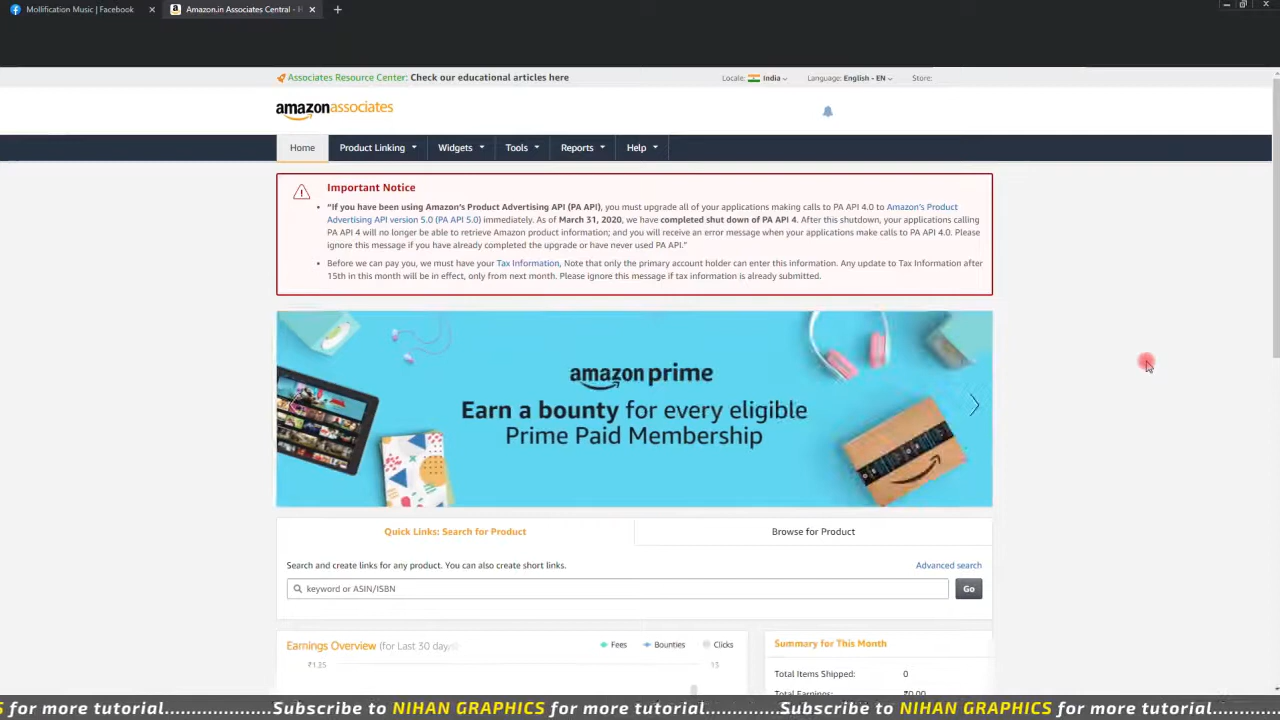 Mollification Music | Facebook
Amazon.in Associates Central - H
Associates Resource Center: Check our educational articles here
Locale: India
Language: English - EN
Store:
amazonassociates
Home
Product Linking
Widgets
Tools
Reports
Help
Important Notice
• "If you have been using Amazon's Product Advertising API (PA API), you must upgrade all of your applications making calls to PA API 4.0 to Amazon's Product
Advertising API version 5.0 (PA API 5.0) immediately. As of March 31, 2020, we have completed shut down of PA API 4. After this shutdown, your applications calling
PA API 4 will no longer be able to retrieve Amazon product information; and you will receive an error message when your applications make calls to PA API 4.0. Please
ignore this message if you have already completed the upgrade or have never used PA API."
• Before we can pay you, we must have your Tax Information, Note that only the primary account holder can enter this information. Any update to Tax Information after
15th in this month will be in effect, only from next month. Please ignore this message if tax information is already submitted.
amazon prime
Earn a bounty for every eligible
Prime Paid Membership
Quick Links: Search for Product
Browse for Product
Search and create links for any product. You can also create short links.
Advanced search
keyword or ASIN/ISBN
Go
Earnings Overview (for Last 30 days)
Fees
Bounties
Clicks
₹1.35
15
Summary for This Month
Total Items Shipped: 0
Total Earnings: ₹0.00
S for more tutorial..................Subscribe to NIHAN GRAPHICS for more tutorial..................Subscribe to NIHAN GRAPHICS for more tutorial..............